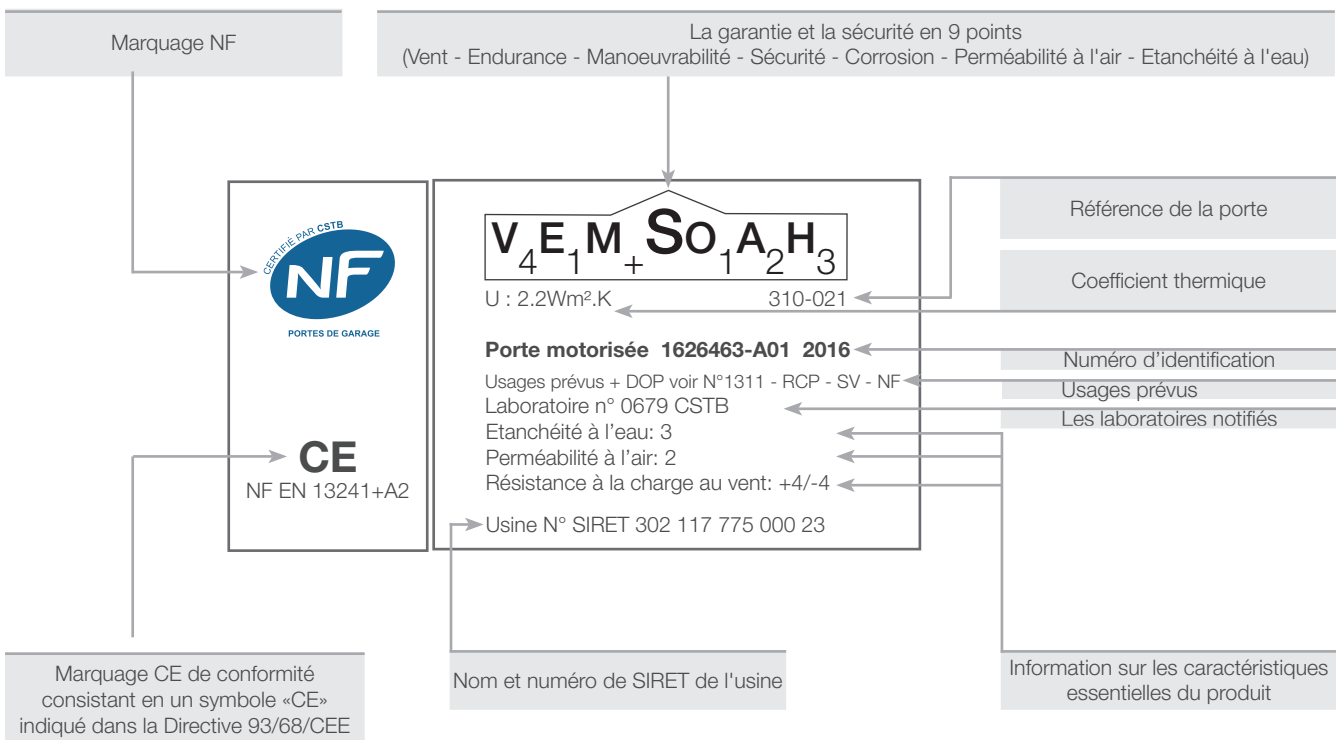 Marquage NF
La garantie et la sécurité en 9 points
(Vent - Endurance - Manoeuvrabilité - Sécurité - Corrosion - Perméabilité à l'air - Etanchéité à l'eau)
CERTIFIÉ PAR CSTB
NF
PORTES DE GARAGE
CE
NF EN 13241+A2
V4E1M+SO1A2H3
U : 2.2Wm².K 310-021
Porte motorisée 1626463-A01 2016
Usages prévus + DOP voir N°1311 - RCP - SV - NF
Laboratoire n° 0679 CSTB
Etanchéité à l’eau: 3
Perméabilité à l’air: 2
Résistance à la charge au vent: +4/-4
Usine N° SIRET 302 117 775 000 23
Référence de la porte
Coefficient thermique
Numéro d’identification
Usages prévus
Les laboratoires notifiés
Marquage CE de conformité
consistant en un symbole «CE»
indiqué dans la Directive 93/68/CEE
Nom et numéro de SIRET de l'usine
Information sur les caractéristiques
essentielles du produit